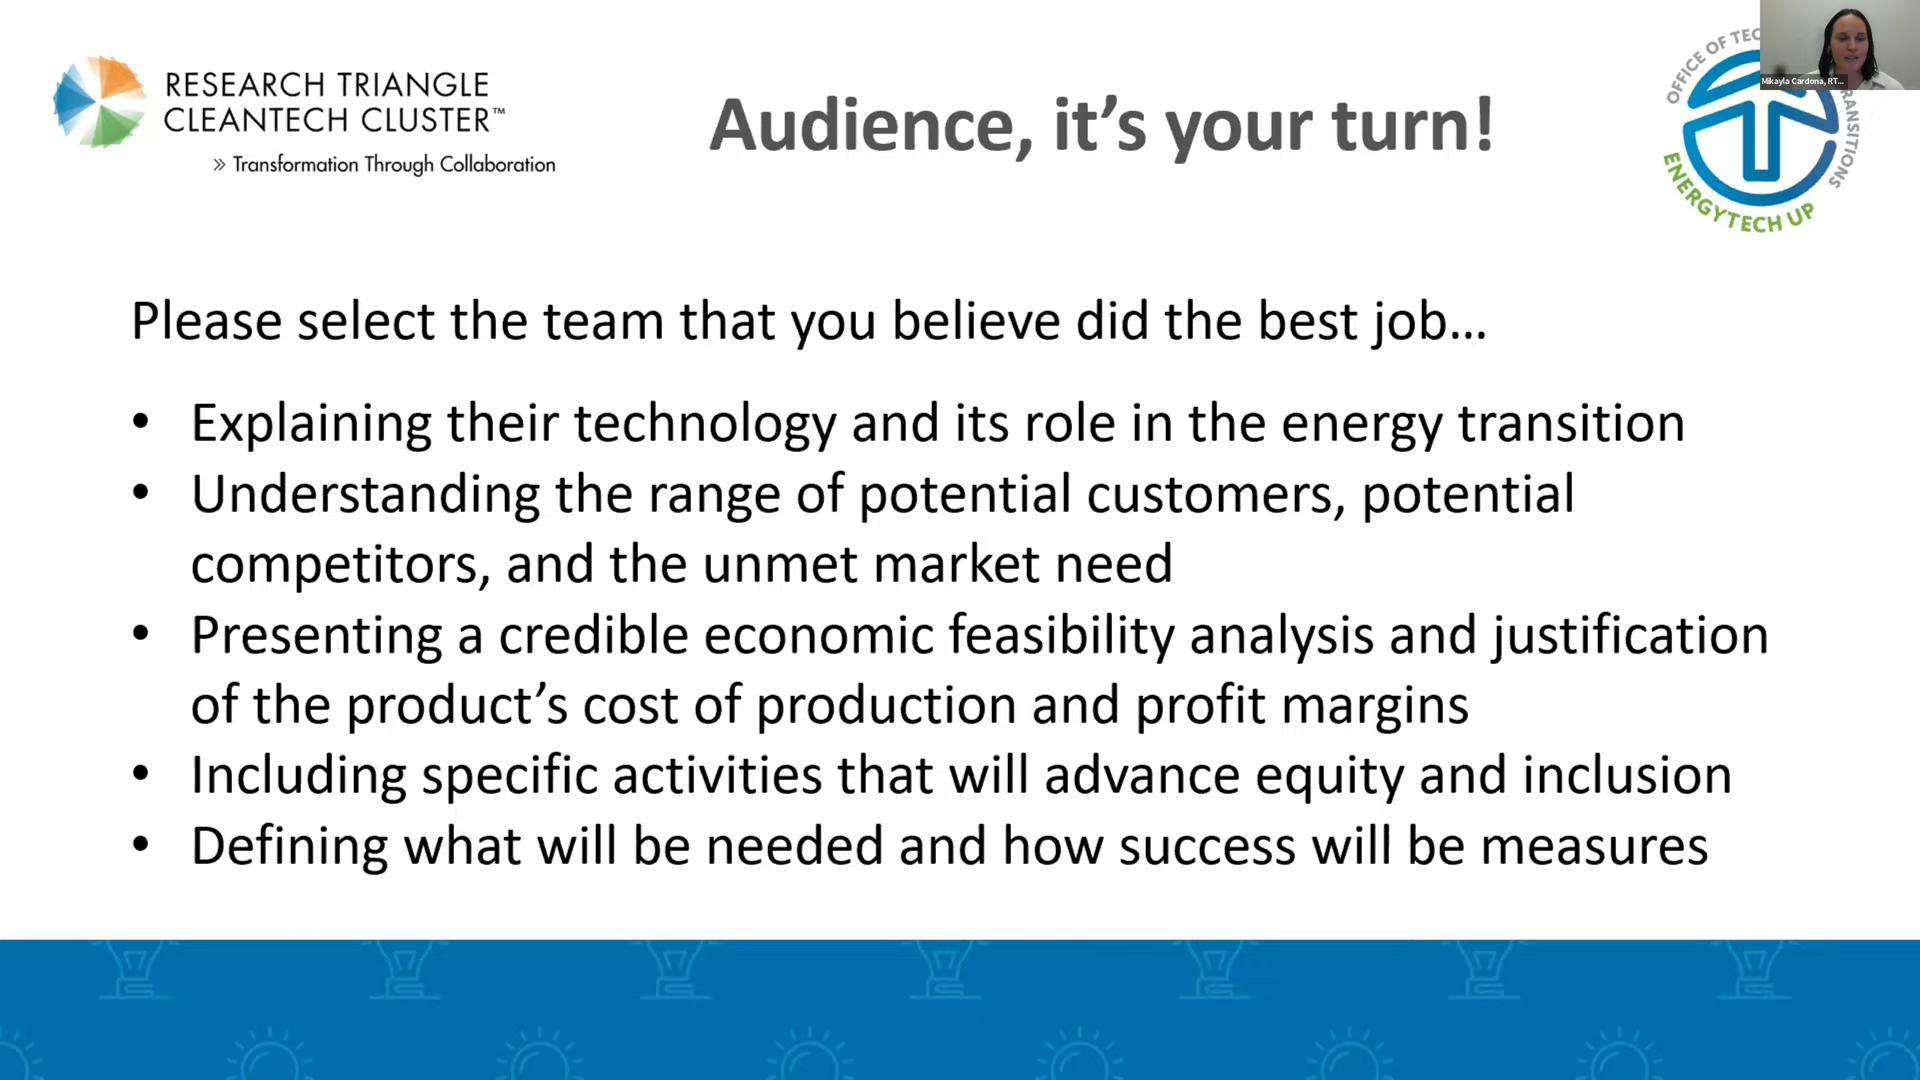 RESEARCH TRIANGLE
CLEANTECH CLUSTER™
» Transformation Through Collaboration
Audience, it’s your turn!
OFFICE OF TEC
RANSITIONS
ENERGYTECH UP
Mikayla Cardona, RT...
Please select the team that you believe did the best job…
• Explaining their technology and its role in the energy transition
• Understanding the range of potential customers, potential
competitors, and the unmet market need
• Presenting a credible economic feasibility analysis and justification
of the product’s cost of production and profit margins
• Including specific activities that will advance equity and inclusion
• Defining what will be needed and how success will be measures